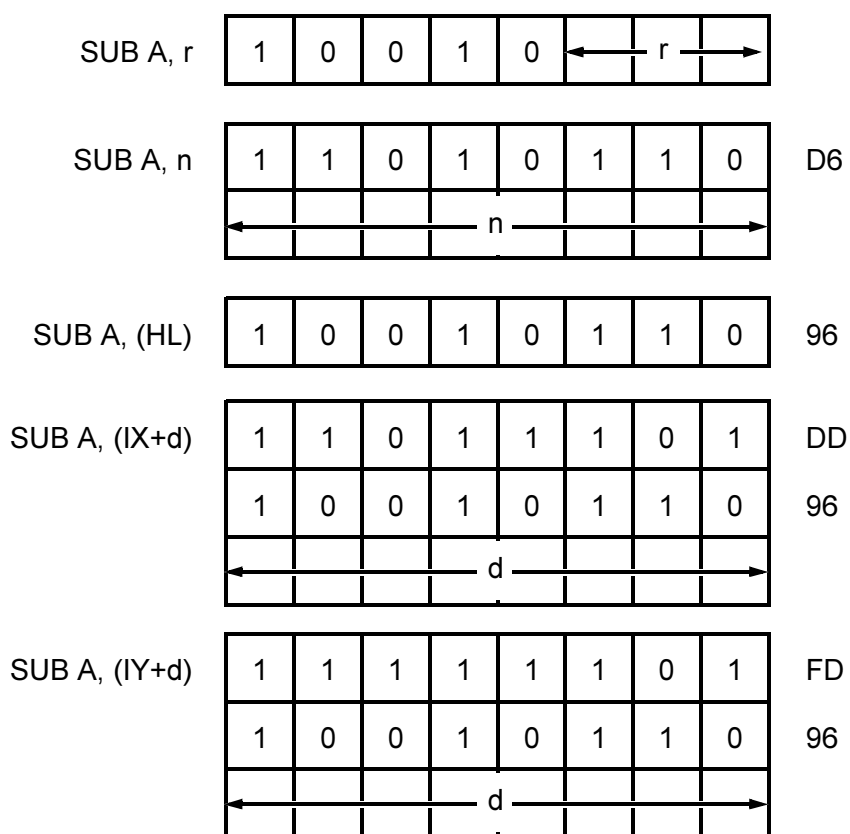 SUB A, r 1 0 0 1 0 r
SUB A, n 1 1 0 1 0 1 1 0 D6
n
SUB A, (HL) 1 0 0 1 0 1 1 0 96
SUB A, (IX+d) 1 1 0 1 1 1 0 1 DD
1 0 0 1 0 1 1 0 96
d
SUB A, (IY+d) 1 1 1 1 1 1 0 1 FD
1 0 0 1 0 1 1 0 96
d